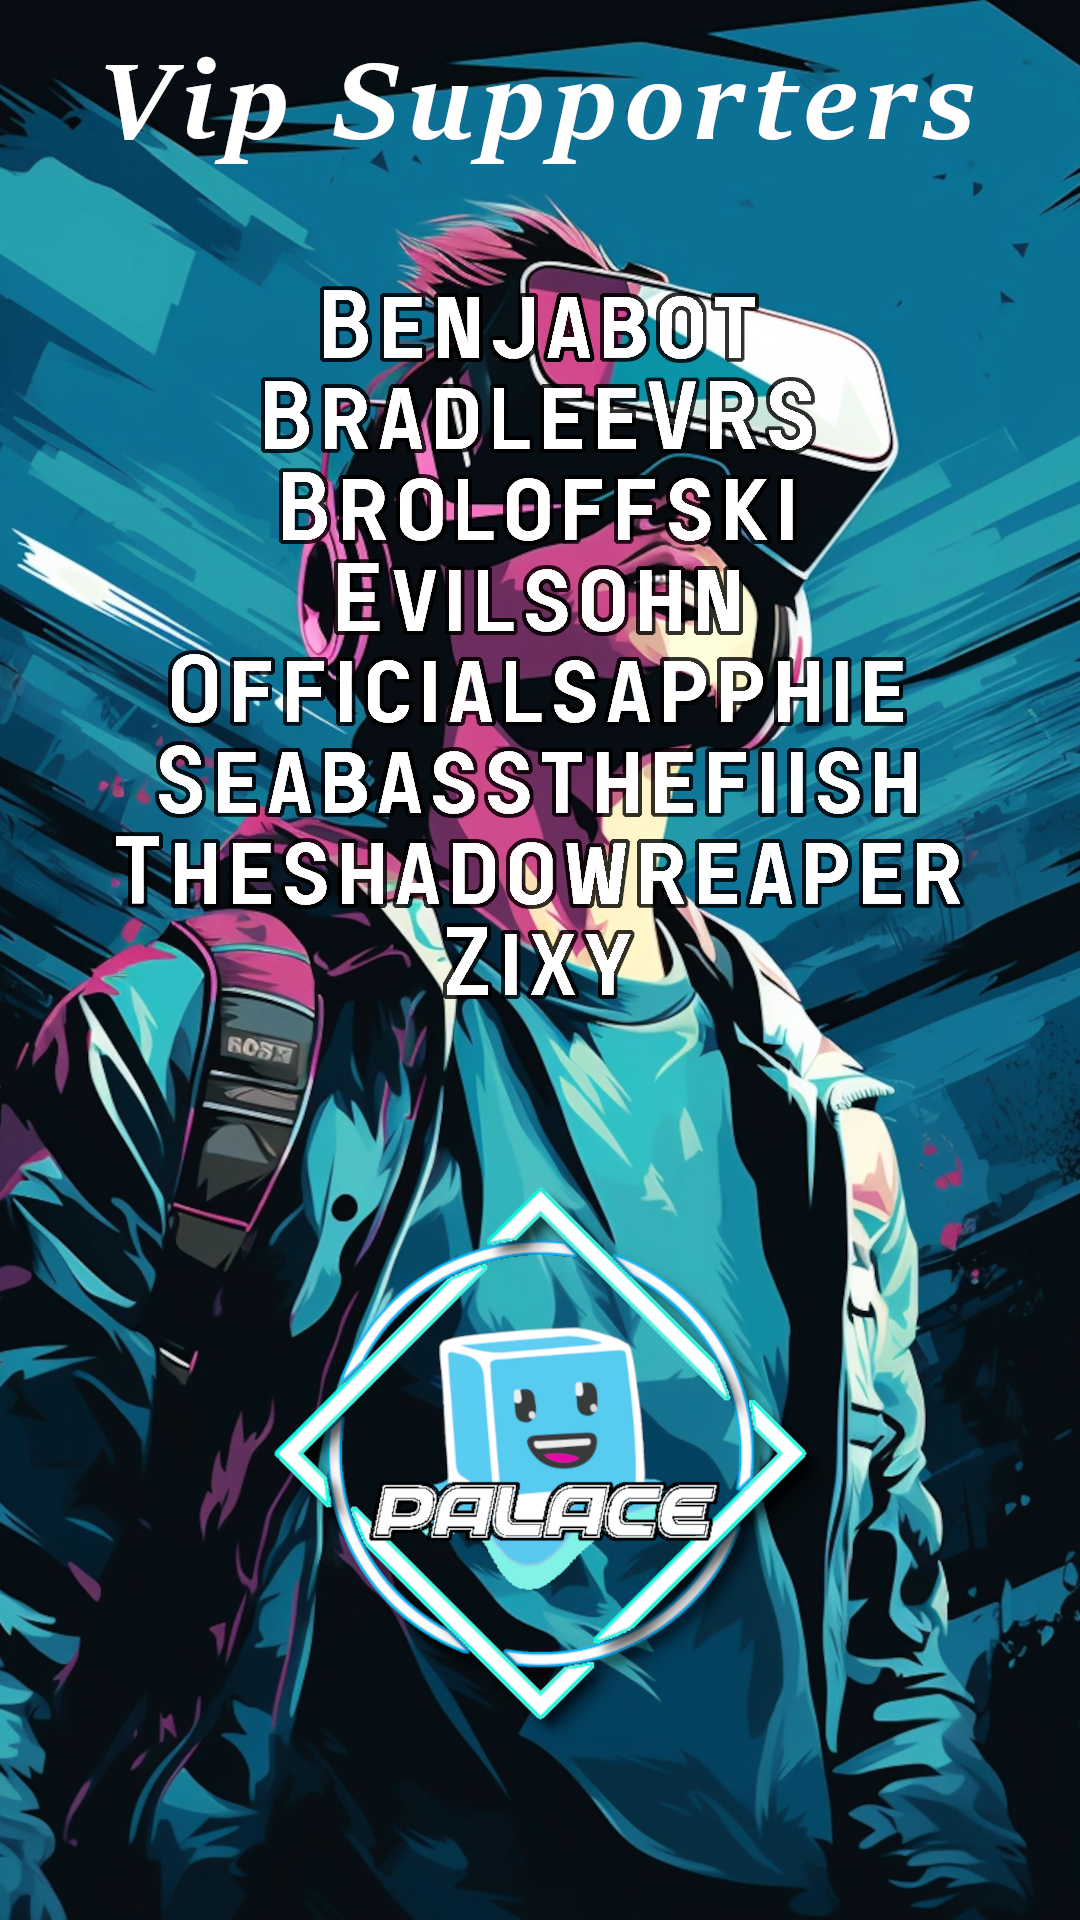 Vip Supporters
Benjabot
BradleeVRS
Broloffski
Evilsohn
Officialsapphie
Seabassthefiish
Theshadowreaper
Zixy
PALACE